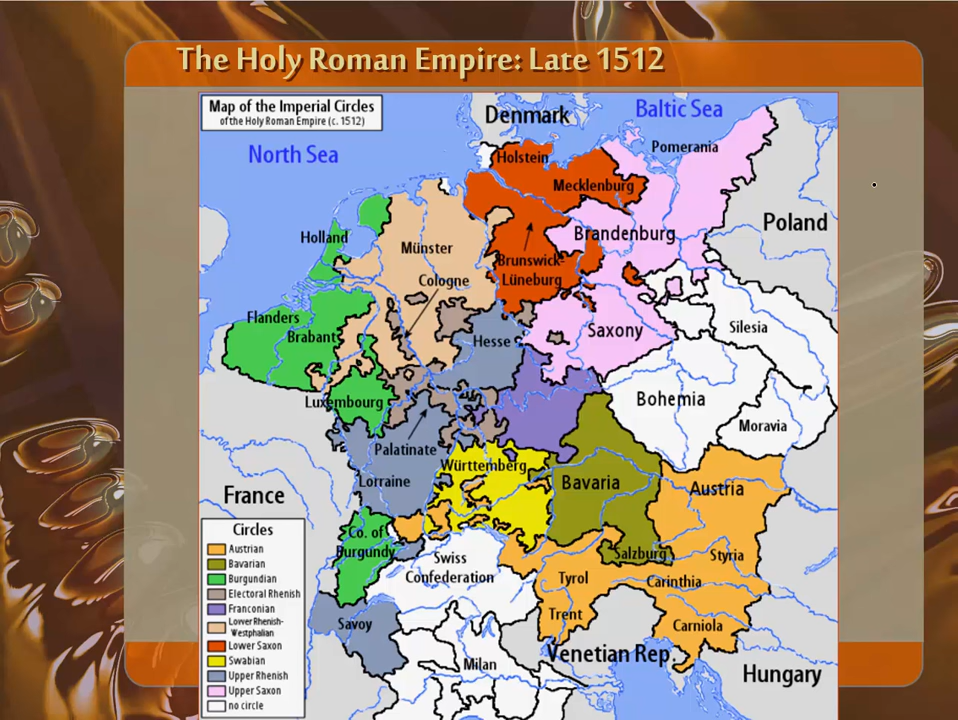 The Holy Roman Empire: Late 1512
Map of the Imperial Circles
of the Holy Roman Empire (c. 1512)
Denmark
Baltic Sea
North Sea
Holstein
Pomerania
Mecklenburg
Poland
Holland
Münster
Brandenburg
Brunswick-
Lüneburg
Cologne
Flanders
Brabant
Hesse
Saxony
Silesia
Luxembourg
Bohemia
Moravia
Palatinate
Württemberg
Lorraine
Bavaria
Austria
France
Co. of
Burgundy
Swiss
Confederation
Salzburg
Styria
Tyrol
Carinthia
Trent
Carniola
Savoy
Milan
Venetian Rep.
Hungary
Circles
Austrian
Bavarian
Burgundian
Electoral Rhenish
Franconian
Lower Rhenish-
Westphalian
Lower Saxon
Swabian
Upper Rhenish
Upper Saxon
no circle